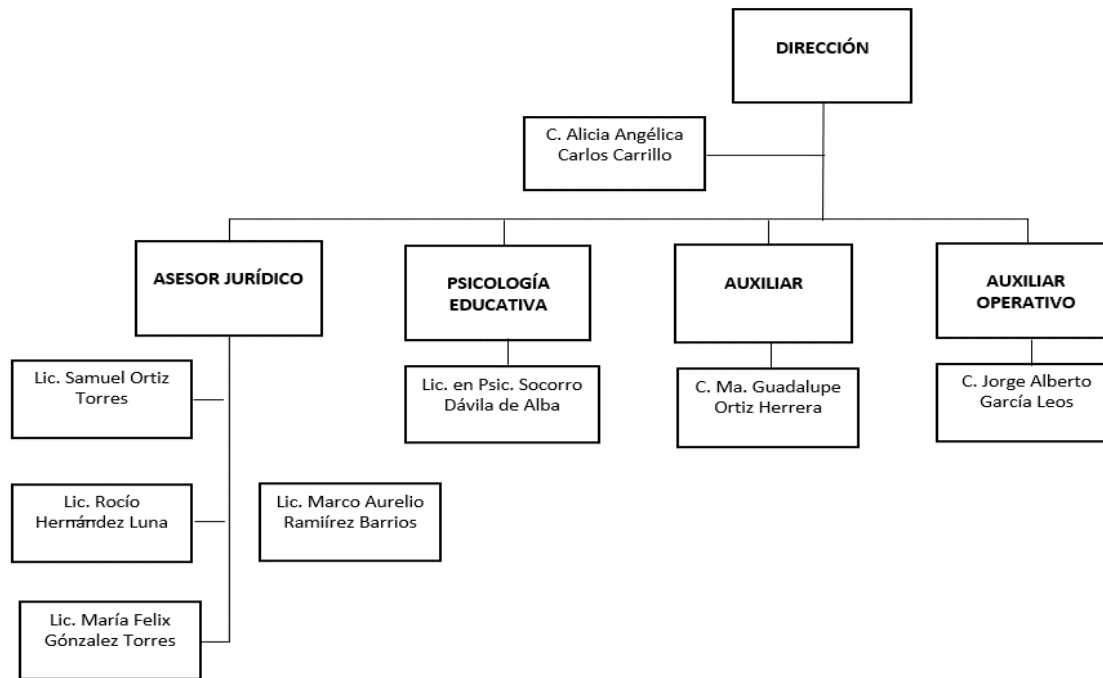 DIRECCIÓN
C. Alicia Angélica
Carlos Carrillo
ASESOR JURÍDICO
PSICOLOGÍA
EDUCATIVA
AUXILIAR
AUXILIAR
OPERATIVO
Lic. Samuel Ortiz
Torres
Lic. en Psic. Socorro
Dávila de Alba
C. Ma. Guadalupe
Ortiz Herrera
C. Jorge Alberto
García Leos
Lic. Rocío
Hernández Luna
Lic. Marco Aurelio
Ramiírez Barrios
Lic. María Felix
Gónzalez Torres